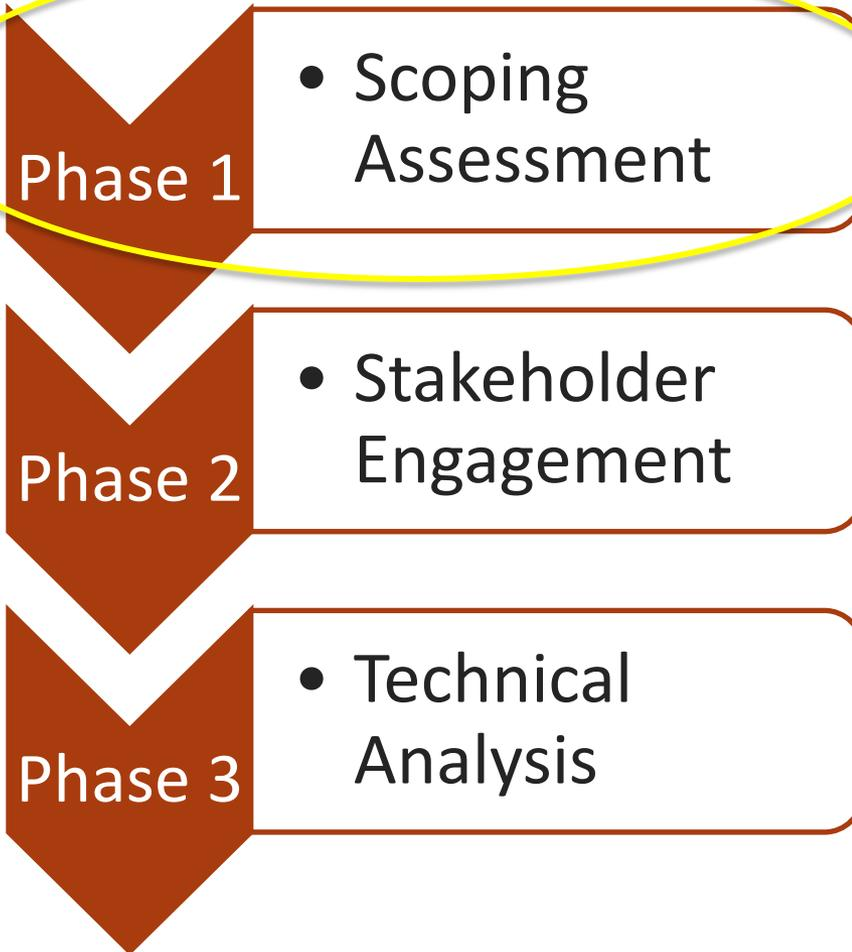 Phase 1
• Scoping
Assessment
Phase 2
• Stakeholder
Engagement
Phase 3
• Technical
Analysis